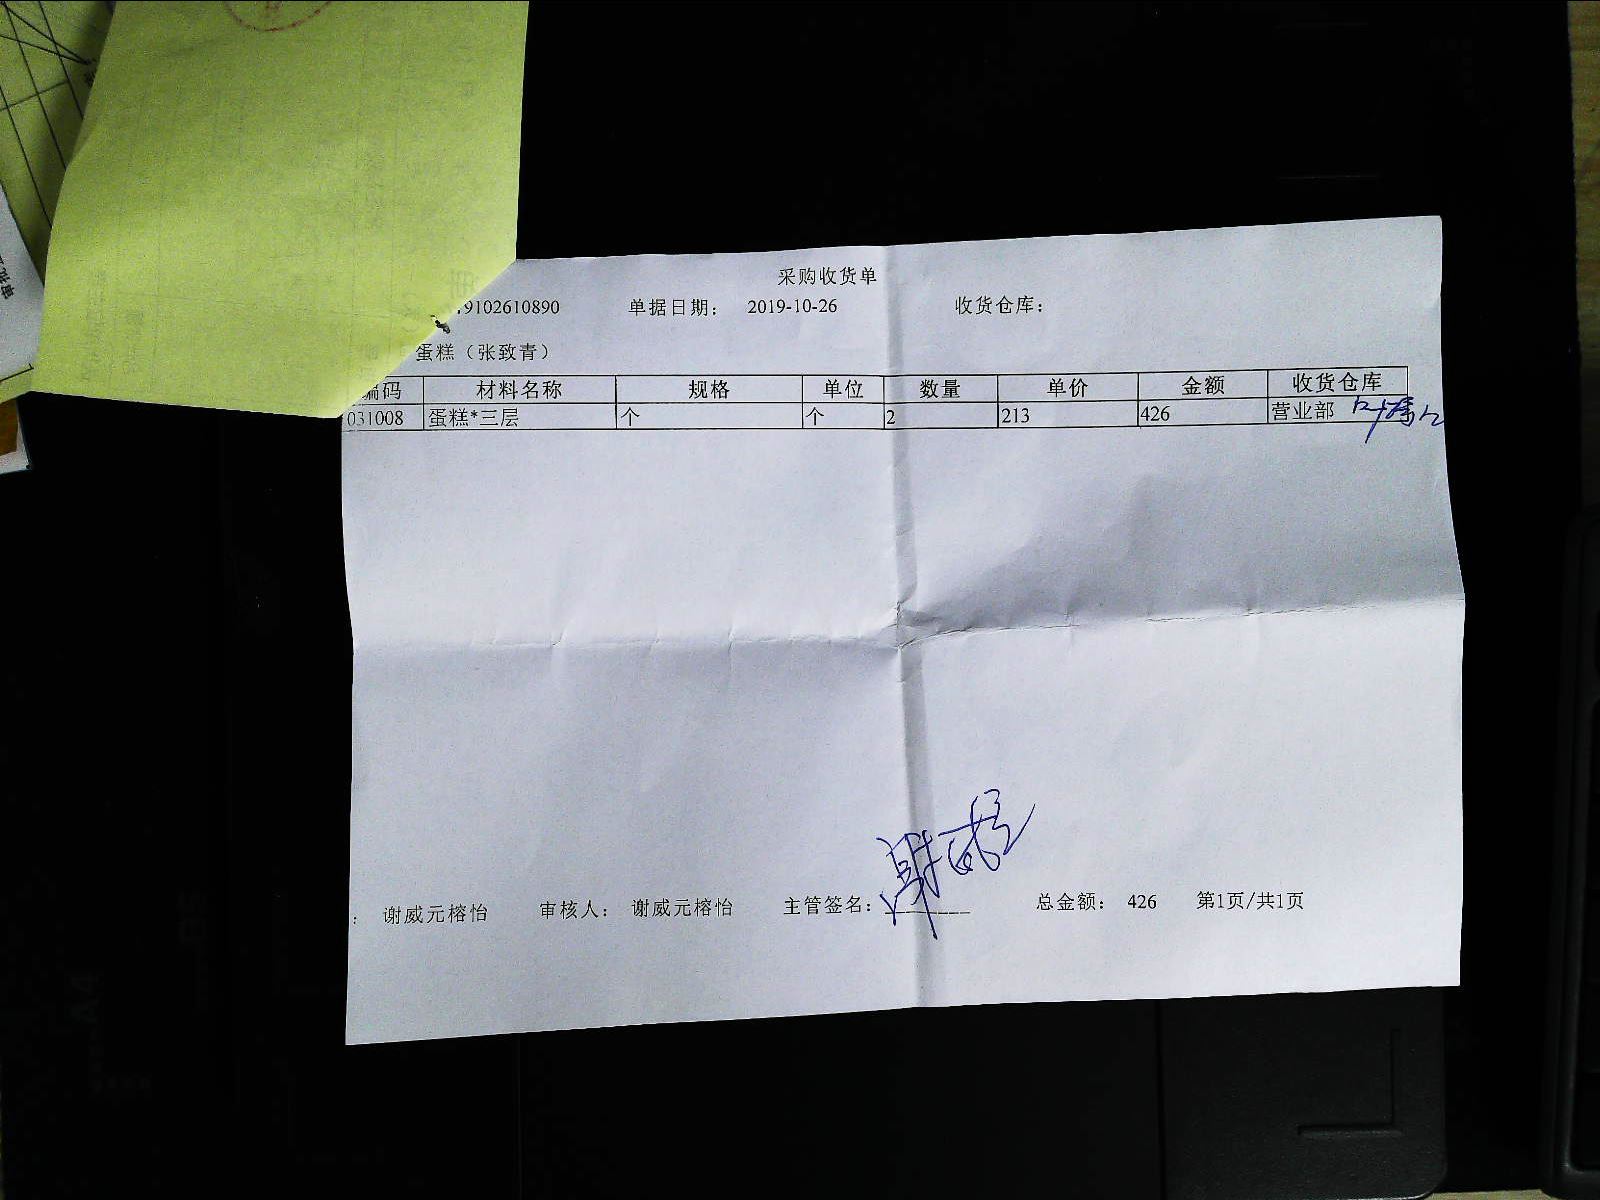 采购收货单
9102610890 单据日期: 2019-10-26 收货仓库:
蛋糕（张致青）
编码 材料名称 规格 单位 数量 单价 金额 收货仓库
031008 蛋糕*三层 个 个 2 213 426 营业部
: 谢威元榕怡 审核人: 谢威元榕怡 主管签名: 总金额: 426 第1页/共1页
A4